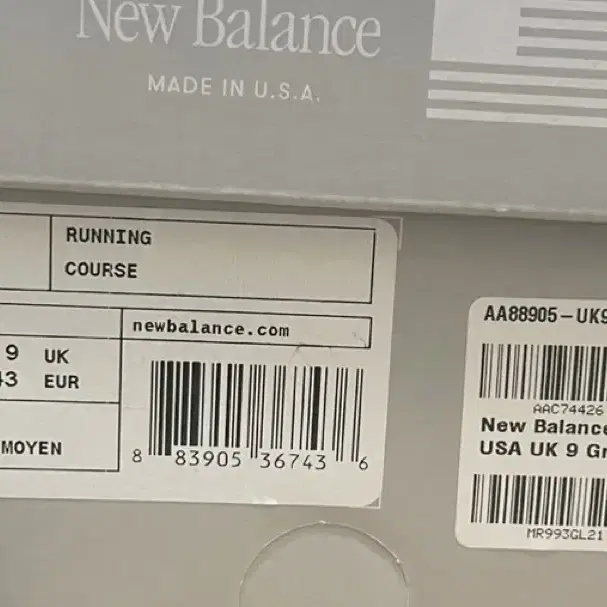 New Balance
MADE IN U.S.A.
RUNNING
COURSE
newbalance.com
9 UK
43 EUR
MOYEN
8 83905 36743 6
AA88905-UK9
AAC74426
New Balance
USA UK 9 Gr
MR993GL21